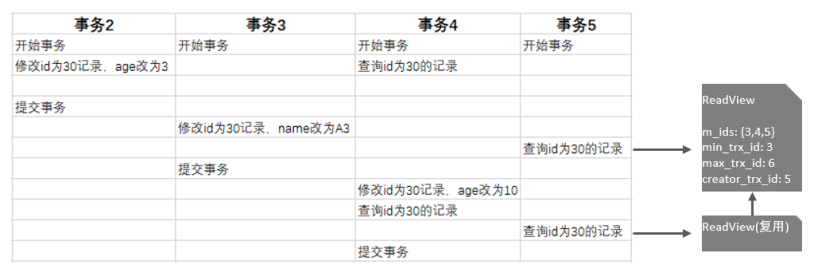 事务2 事务3 事务4 事务5
开始事务 开始事务 开始事务 开始事务
修改id为30记录，age改为3 查询id为30的记录
提交事务
修改id为30记录，name改为A3
查询id为30的记录
提交事务
修改id为30记录，age改为10
查询id为30的记录
查询id为30的记录
提交事务
ReadView
m_ids: {3,4,5}
min_trx_id: 3
max_trx_id: 6
creator_trx_id: 5
ReadView(复用)